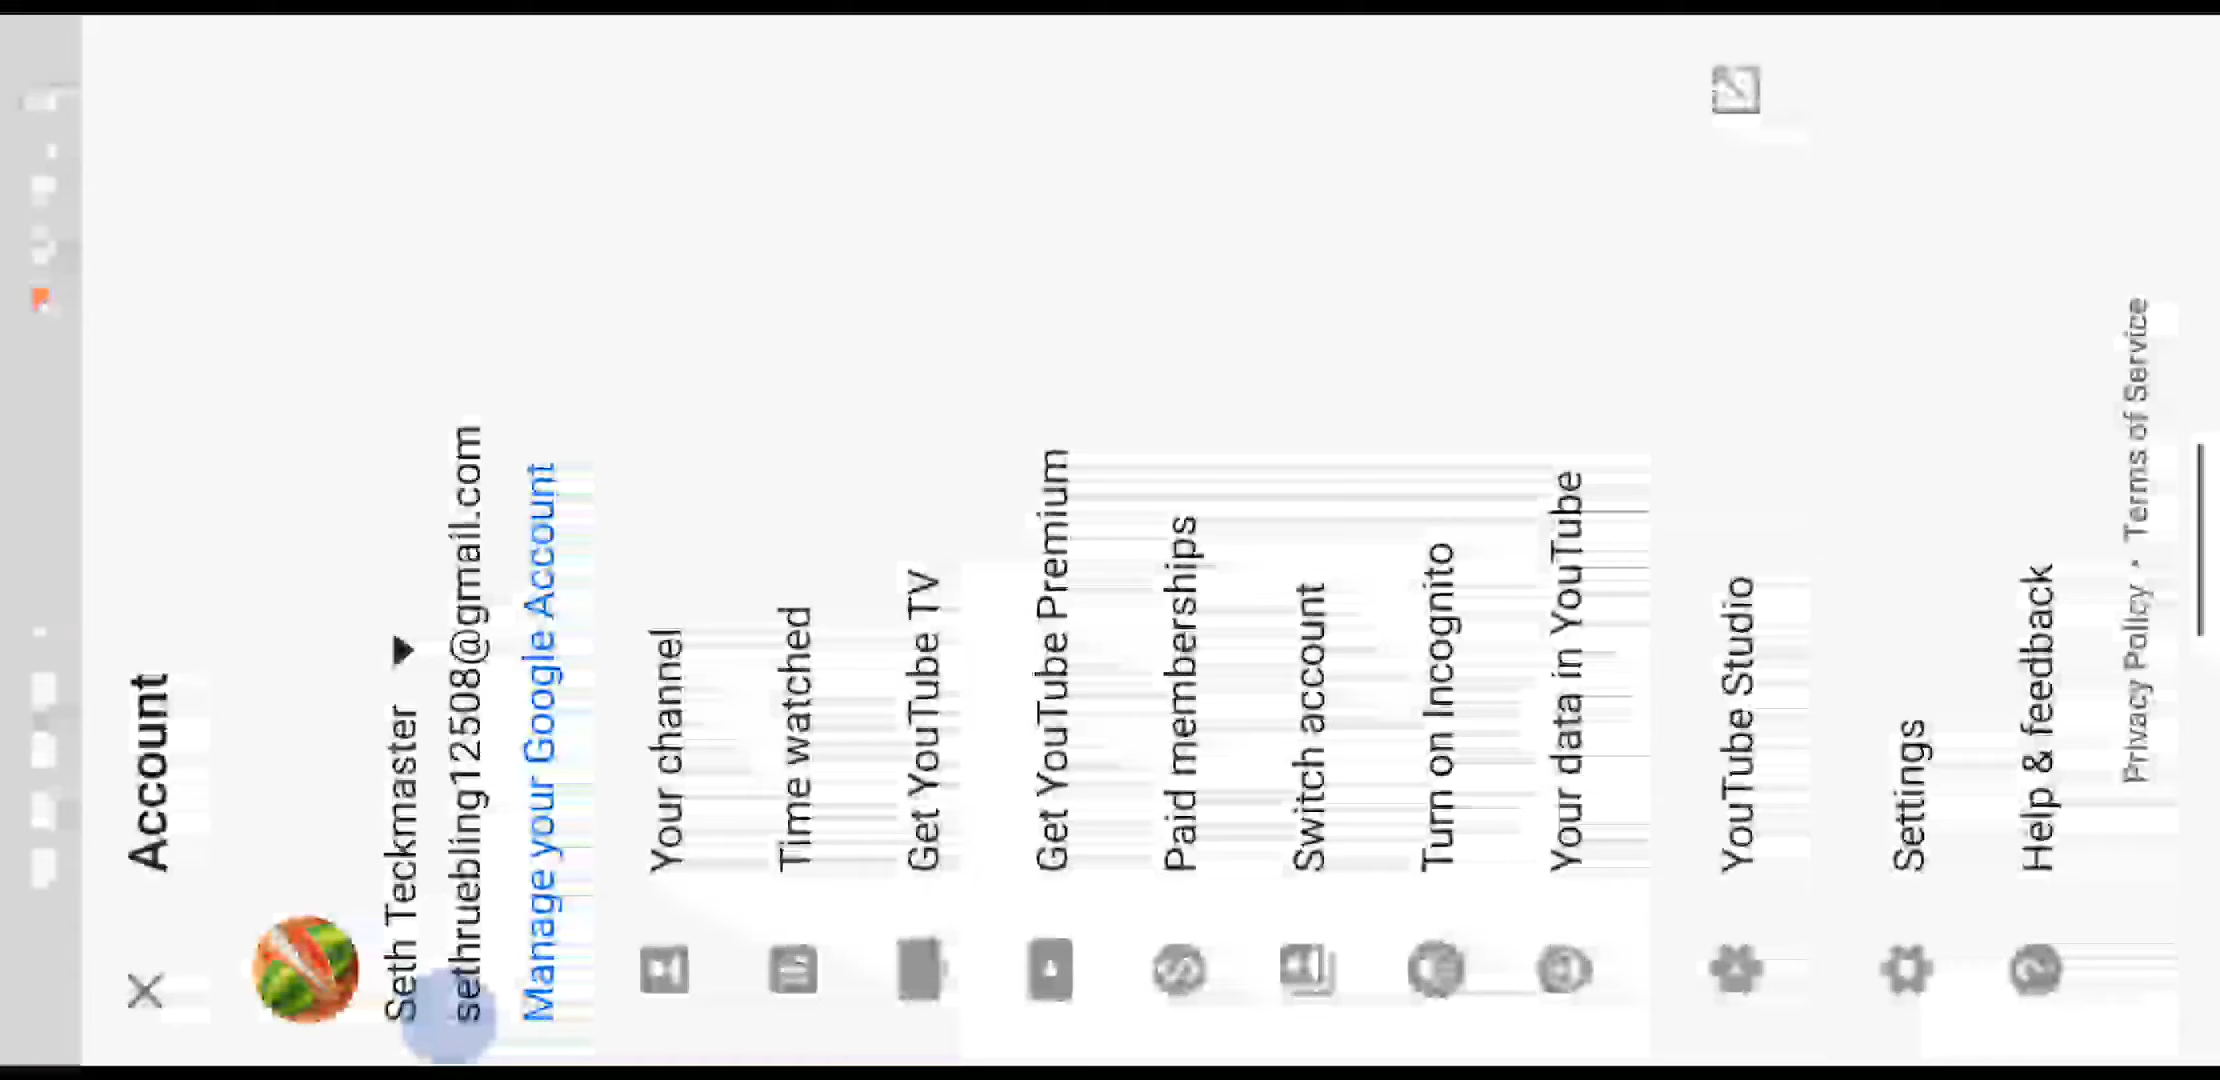 Account
Seth Teckmaster
sethruebling12508@gmail.com
Manage your Google Account
Your channel
Time watched
Get YouTube TV
Get YouTube Premium
Paid memberships
Switch account
Turn on Incognito
Your data in YouTube
YouTube Studio
Settings
Help & feedback
Privacy Policy • Terms of Service